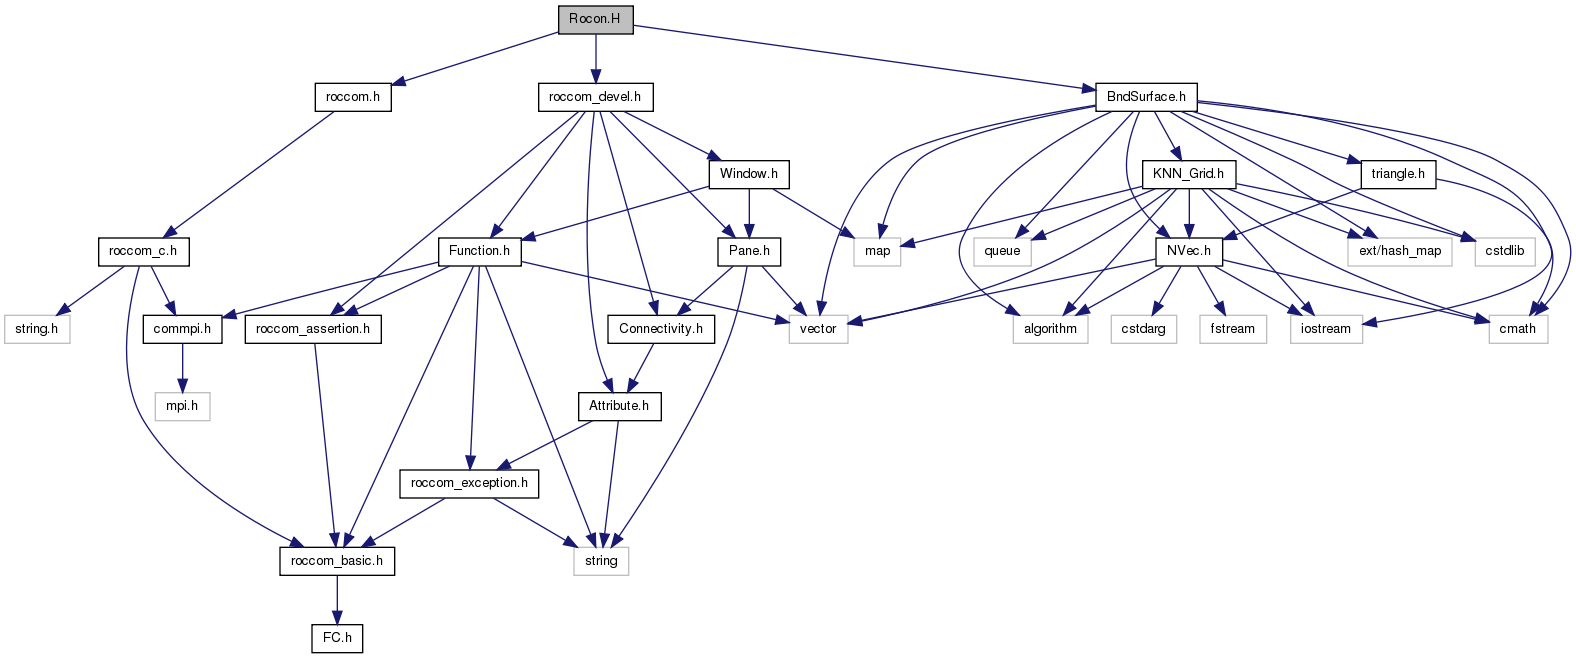 Rocon.H
roccom.h
roccom_devel.h
BndSurface.h
Window.h
KNN_Grid.h
triangle.h
roccom_c.h
Function.h
Pane.h
map
queue
NVec.h
ext/hash_map
cstdlib
string.h
commpi.h
roccom_assertion.h
Connectivity.h
vector
algorithm
cstdarg
fstream
iostream
cmath
mpi.h
Attribute.h
roccom_exception.h
roccom_basic.h
string
FC.h